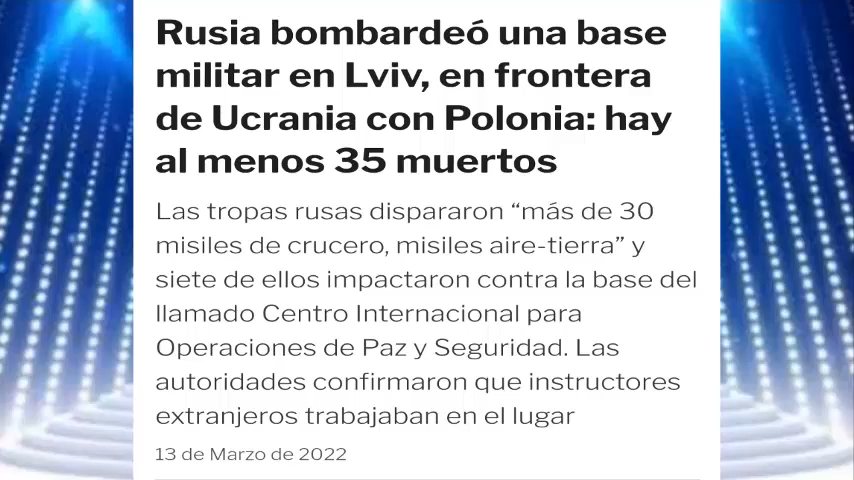 Rusia bombardeó una base
militar en Lviv, en frontera
de Ucrania con Polonia: hay
al menos 35 muertos
Las tropas rusas dispararon “más de 30
misiles de crucero, misiles aire-tierra” y
siete de ellos impactaron contra la base del
llamado Centro Internacional para
Operaciones de Paz y Seguridad. Las
autoridades confirmaron que instructores
extranjeros trabajaban en el lugar
13 de Marzo de 2022